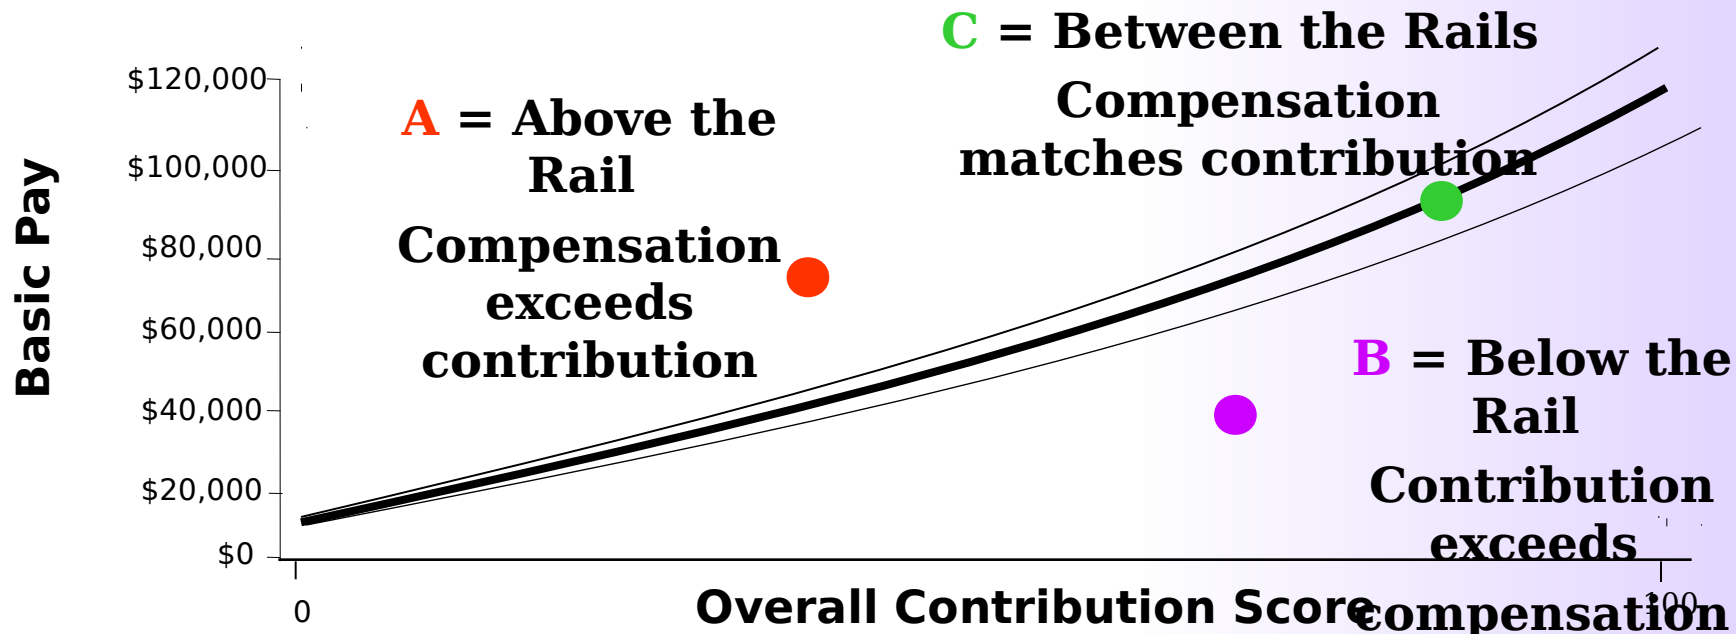 C = Between the Rails
Compensation
matches contribution
A = Above the
Rail
Compensation
exceeds
contribution
B = Below the
Rail
Contribution
exceeds
compensation
Basic Pay
$120,000
$100,000
$80,000
$60,000
$40,000
$20,000
$0
0
100
Overall Contribution Score